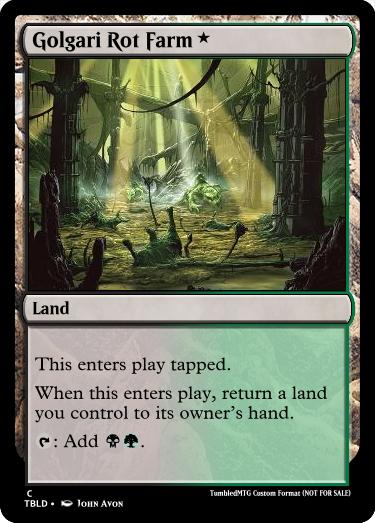 Golgari Rot Farm ★
Land
This enters play tapped.
When this enters play, return a land
you control to its owner's hand.
: Add .
C
TBLD • John Avon
TumbledMTG Custom Format (NOT FOR SALE)